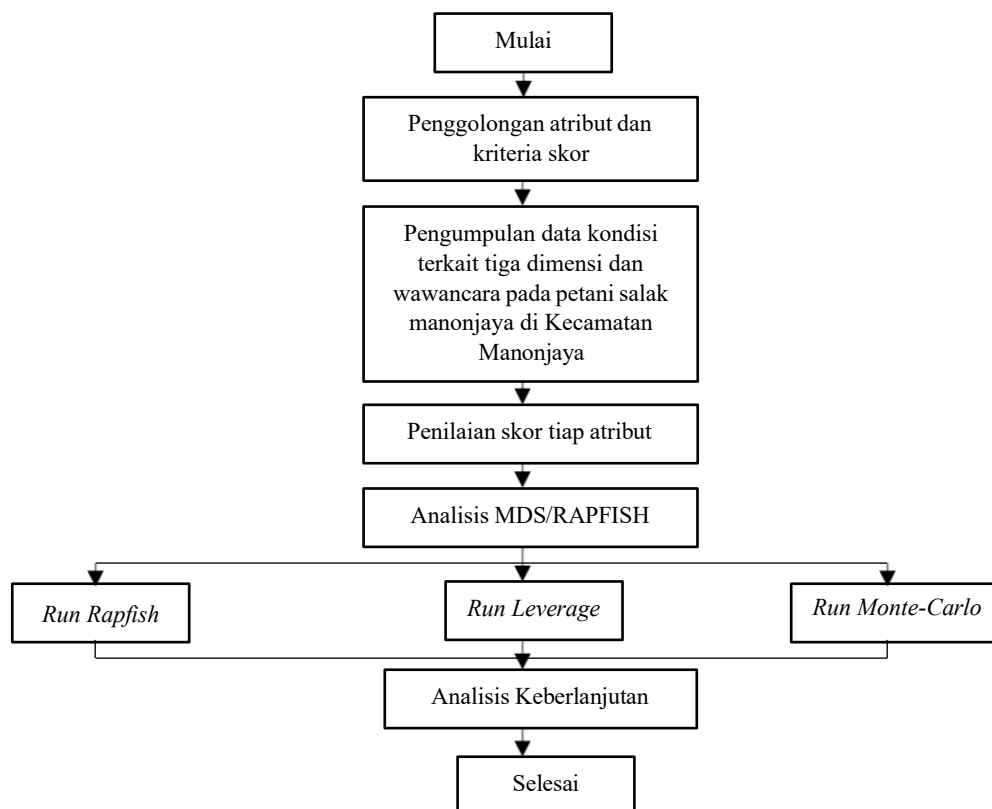 Mulai
Penggolongan atribut dan
kriteria skor
Pengumpulan data kondisi
terkait tiga dimensi dan
wawancara pada petani salak
manonjaya di Kecamatan
Manonjaya
Penilaian skor tiap atribut
Analisis MDS/RAPFISH
Run Rapfish
Run Leverage
Run Monte-Carlo
Analisis Keberlanjutan
Selesai